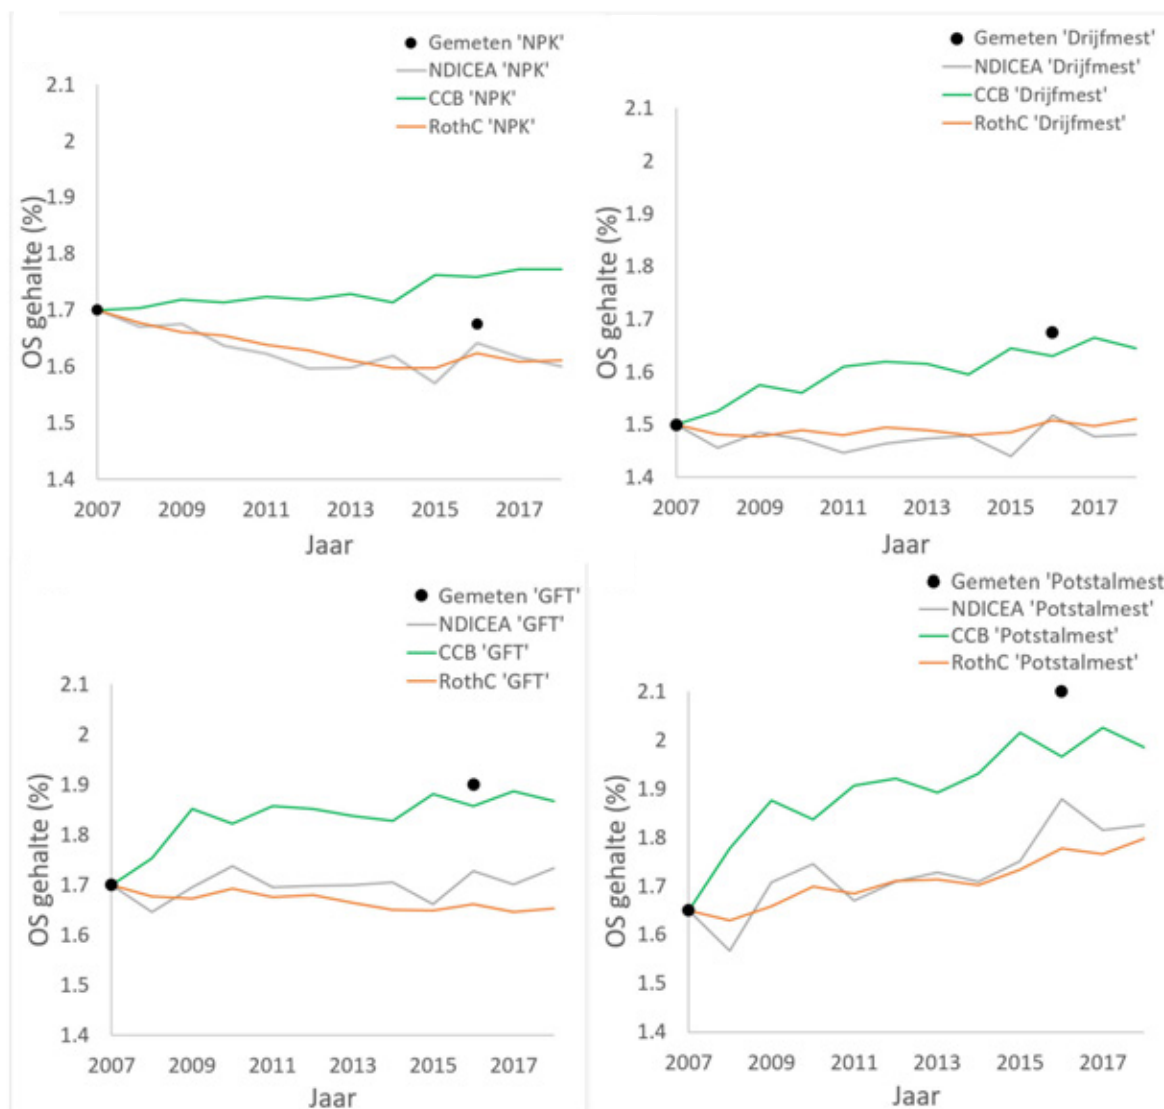 Gemeten 'NPK'
NDICEA 'NPK'
CCB 'NPK'
RothC 'NPK'
OS gehalte (%)
2.1
2
1.9
1.8
1.7
1.6
1.5
1.4
2007 2009 2011 2013 2015 2017
Jaar
Gemeten 'Drijfmest'
NDICEA 'Drijfmest'
CCB 'Drijfmest'
RothC 'Drijfmest'
OS gehalte (%)
2.1
2
1.9
1.8
1.7
1.6
1.5
1.4
2007 2009 2011 2013 2015 2017
Jaar
Gemeten 'GFT'
NDICEA 'GFT'
CCB 'GFT'
RothC 'GFT'
OS gehalte (%)
2.1
2
1.9
1.8
1.7
1.6
1.5
1.4
2007 2009 2011 2013 2015 2017
Jaar
Gemeten 'Potstalmest
NDICEA 'Potstalmest'
CCB 'Potstalmest'
RothC 'Potstalmest'
OS gehalte (%)
2.1
2
1.9
1.8
1.7
1.6
1.5
1.4
2007 2009 2011 2013 2015 2017
Jaar